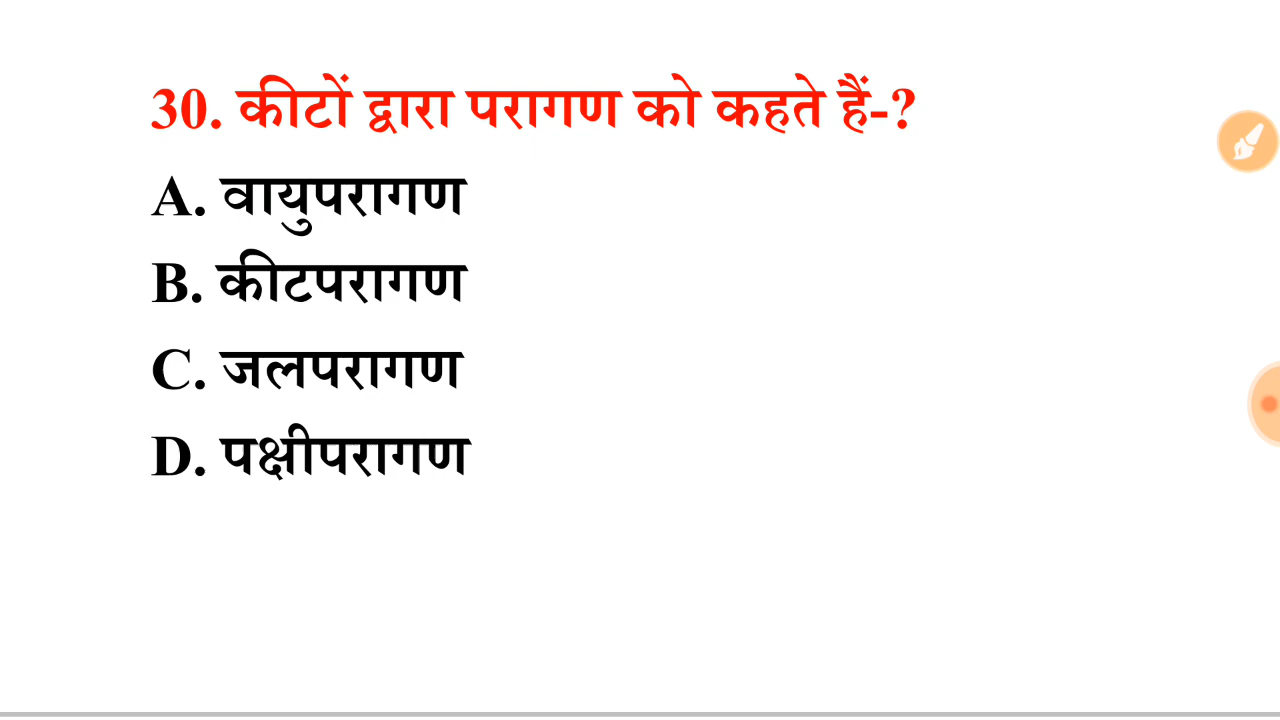 30. कीटों द्वारा परागण को कहते हैं-?
A. वायुपरागण
B. कीटपरागण
C. जलपरागण
D. पक्षीपरागण